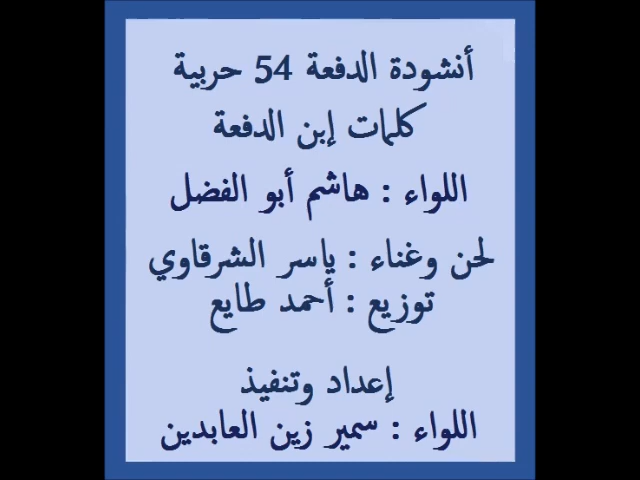 أنشودة الدفعة 54 حربية
كلمات إبن الدفعة
اللواء : هاشم أبو الفضل
لحن وغناء : ياسر الشرقاوي
توزيع : أحمد طايع
إعداد وتنفيذ
اللواء : سمير زين العابدين